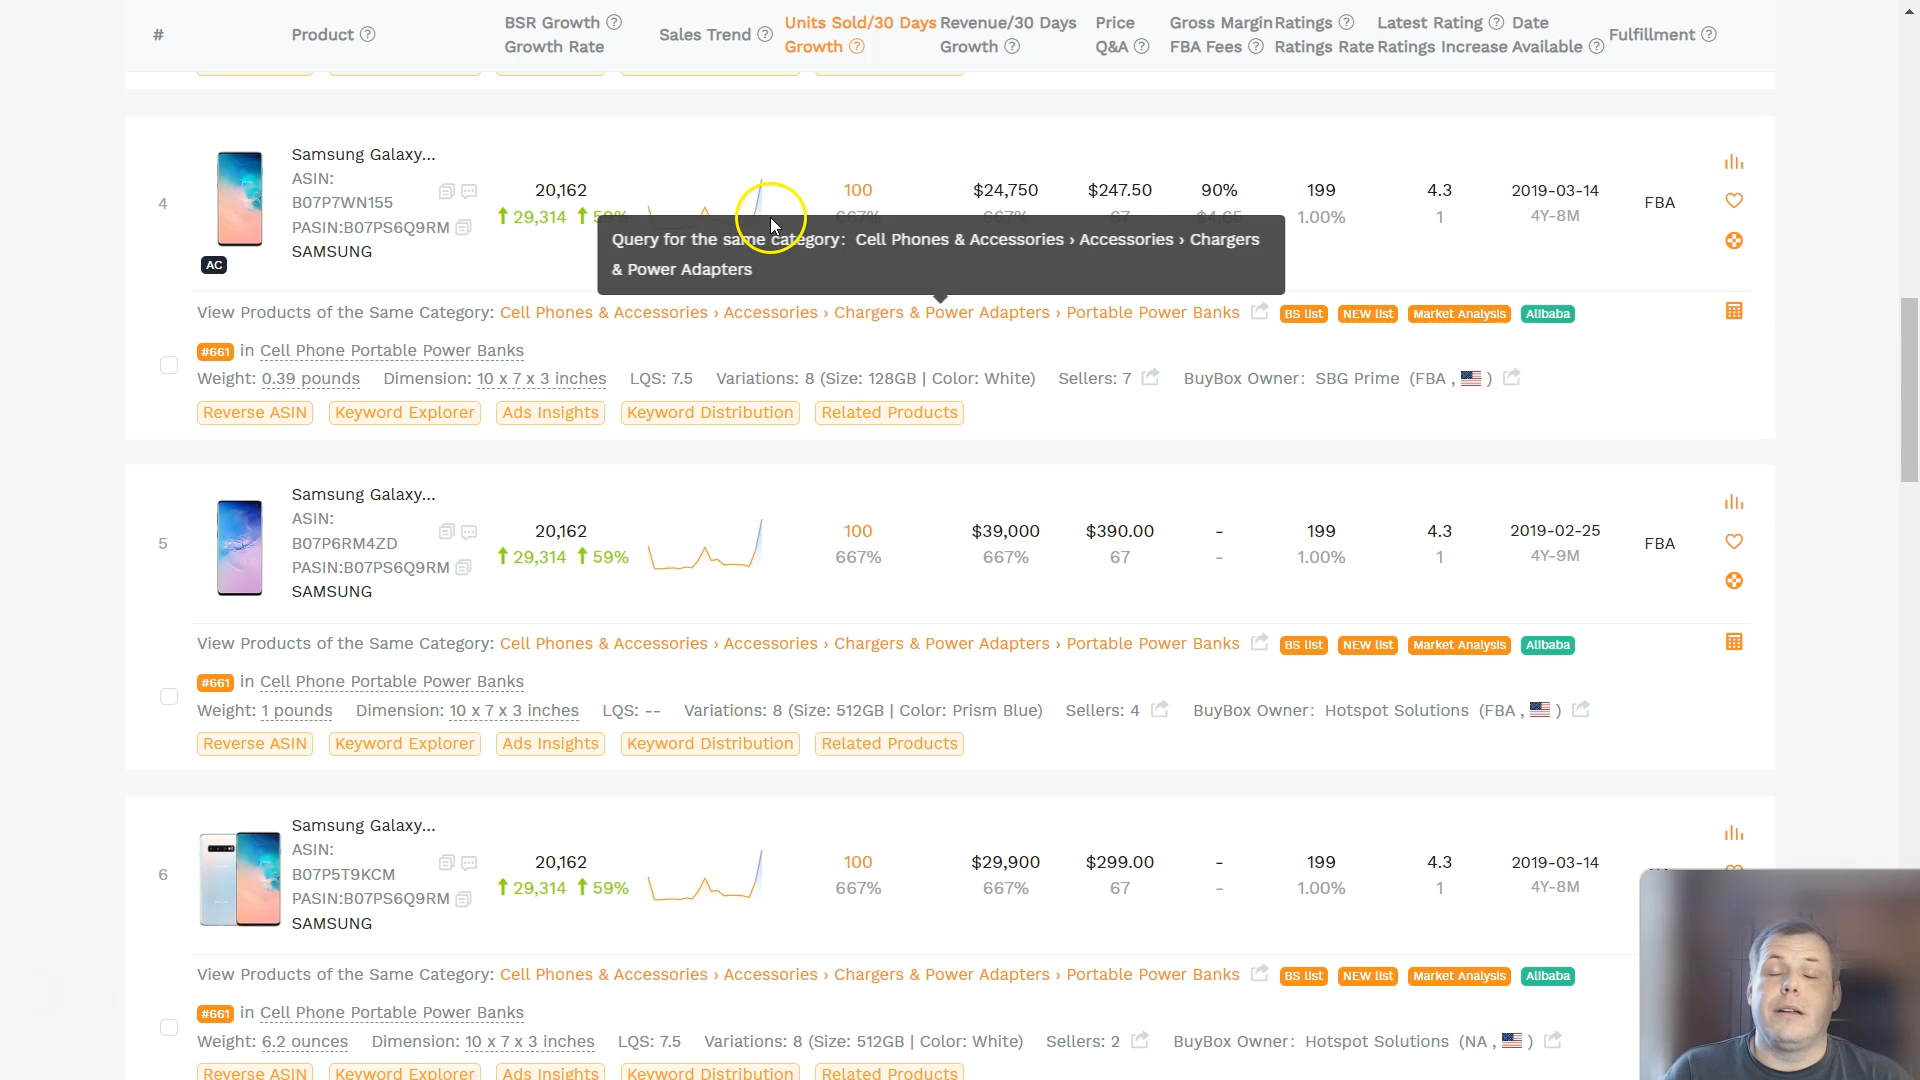 #
Product
BSR Growth
Growth Rate
Sales Trend
Units Sold/30 Days
Growth
Revenue/30 Days
Growth
Price
Q&A
Gross Margin
FBA Fees
Ratings
Ratings Rate
Latest Rating
Ratings Increase
Date
Available
Fulfillment
4
Samsung Galaxy...
ASIN:
B07P7WN155
PASIN:B07PS6Q9RM
SAMSUNG
AC
20,162
29,314 59%
100
667%
$24,750
667%
$247.50
67
90%
$4.65
199
1.00%
4.3
1
2019-03-14
4Y-8M
FBA
Query for the same category: Cell Phones & Accessories › Accessories › Chargers
& Power Adapters
View Products of the Same Category: Cell Phones & Accessories › Accessories › Chargers & Power Adapters › Portable Power Banks BS list NEW list Market Analysis Alibaba
#661 in Cell Phone Portable Power Banks
Weight: 0.39 pounds Dimension: 10 x 7 x 3 inches LQS: 7.5 Variations: 8 (Size: 128GB | Color: White) Sellers: 7 BuyBox Owner: SBG Prime (FBA , )
Reverse ASIN Keyword Explorer Ads Insights Keyword Distribution Related Products
5
Samsung Galaxy...
ASIN:
B07P6RM4ZD
PASIN:B07PS6Q9RM
SAMSUNG
20,162
29,314 59%
100
667%
$39,000
667%
$390.00
67
-
-
199
1.00%
4.3
1
2019-02-25
4Y-9M
FBA
View Products of the Same Category: Cell Phones & Accessories › Accessories › Chargers & Power Adapters › Portable Power Banks BS list NEW list Market Analysis Alibaba
#661 in Cell Phone Portable Power Banks
Weight: 1 pounds Dimension: 10 x 7 x 3 inches LQS: -- Variations: 8 (Size: 512GB | Color: Prism Blue) Sellers: 4 BuyBox Owner: Hotspot Solutions (FBA , )
Reverse ASIN Keyword Explorer Ads Insights Keyword Distribution Related Products
6
Samsung Galaxy...
ASIN:
B07P5T9KCM
PASIN:B07PS6Q9RM
SAMSUNG
20,162
29,314 59%
100
667%
$29,900
667%
$299.00
67
-
-
199
1.00%
4.3
1
2019-03-14
4Y-8M
View Products of the Same Category: Cell Phones & Accessories › Accessories › Chargers & Power Adapters › Portable Power Banks BS list NEW list Market Analysis Alibaba
#661 in Cell Phone Portable Power Banks
Weight: 6.2 ounces Dimension: 10 x 7 x 3 inches LQS: 7.5 Variations: 8 (Size: 512GB | Color: White) Sellers: 2 BuyBox Owner: Hotspot Solutions (NA , )
Reverse ASIN Keyword Explorer Ads Insights Keyword Distribution Related Products